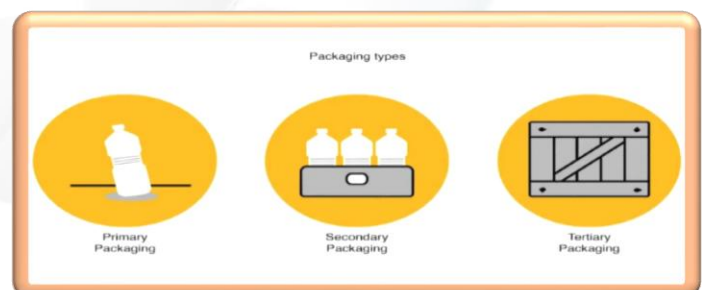 Packaging types
Primary
Packaging
Secondary
Packaging
Tertiary
Packaging